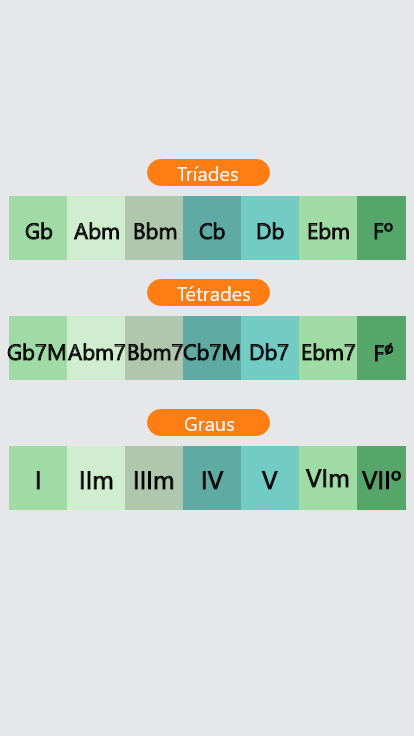 Tríades
Gb Abm Bbm Cb Db Ebm Fº
Tétrades
Gb7M Abm7 Bbm7 Cb7M Db7 Ebm7 Fø
Graus
I IIm IIIm IV V VIm VIIº